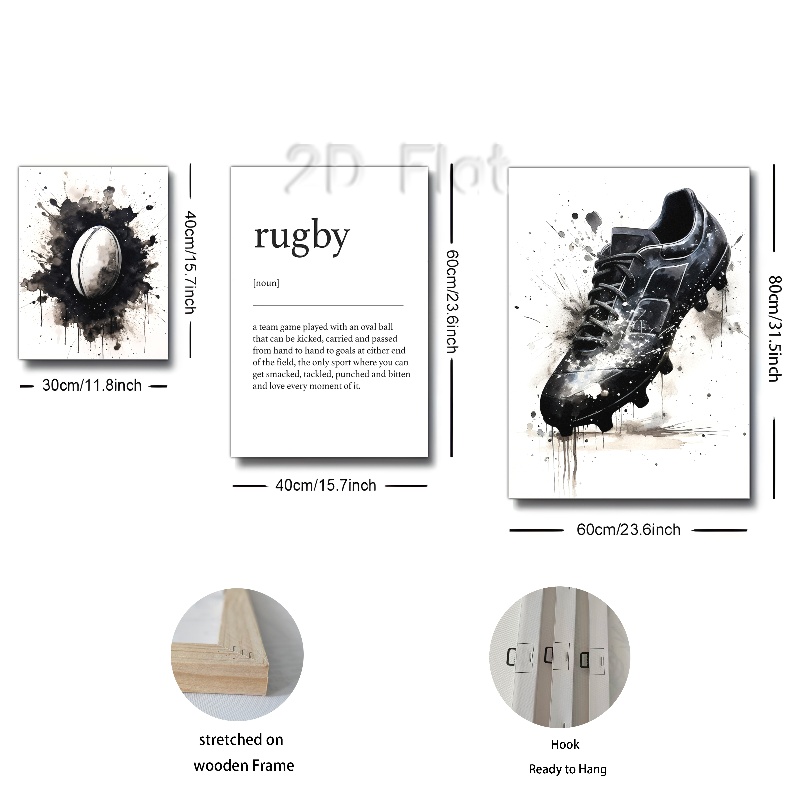 2D Flat
40cm/15.7inch
30cm/11.8inch
rugby
[noun]
a team game played with an oval ball
that can be kicked, carried and passed
from hand to hand to goals at either end
of the field, the only sport where you can
get smacked, tackled, punched and bitten
and love every moment of it.
60cm/23.6inch
40cm/15.7inch
80cm/31.5inch
60cm/23.6inch
stretched on
wooden Frame
Hook
Ready to Hang